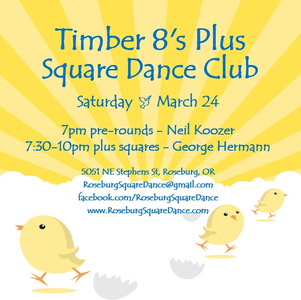 Timber 8's Plus
Square Dance Club
Saturday March 24
7pm pre-rounds – Neil Koozer
7:30-10pm plus squares – George Hermann
5051 NE Stephens St, Roseburg, OR
RoseburgSquareDance@gmail.com
facebook.com/RoseburgSquareDance
www.RoseburgSquareDance.com